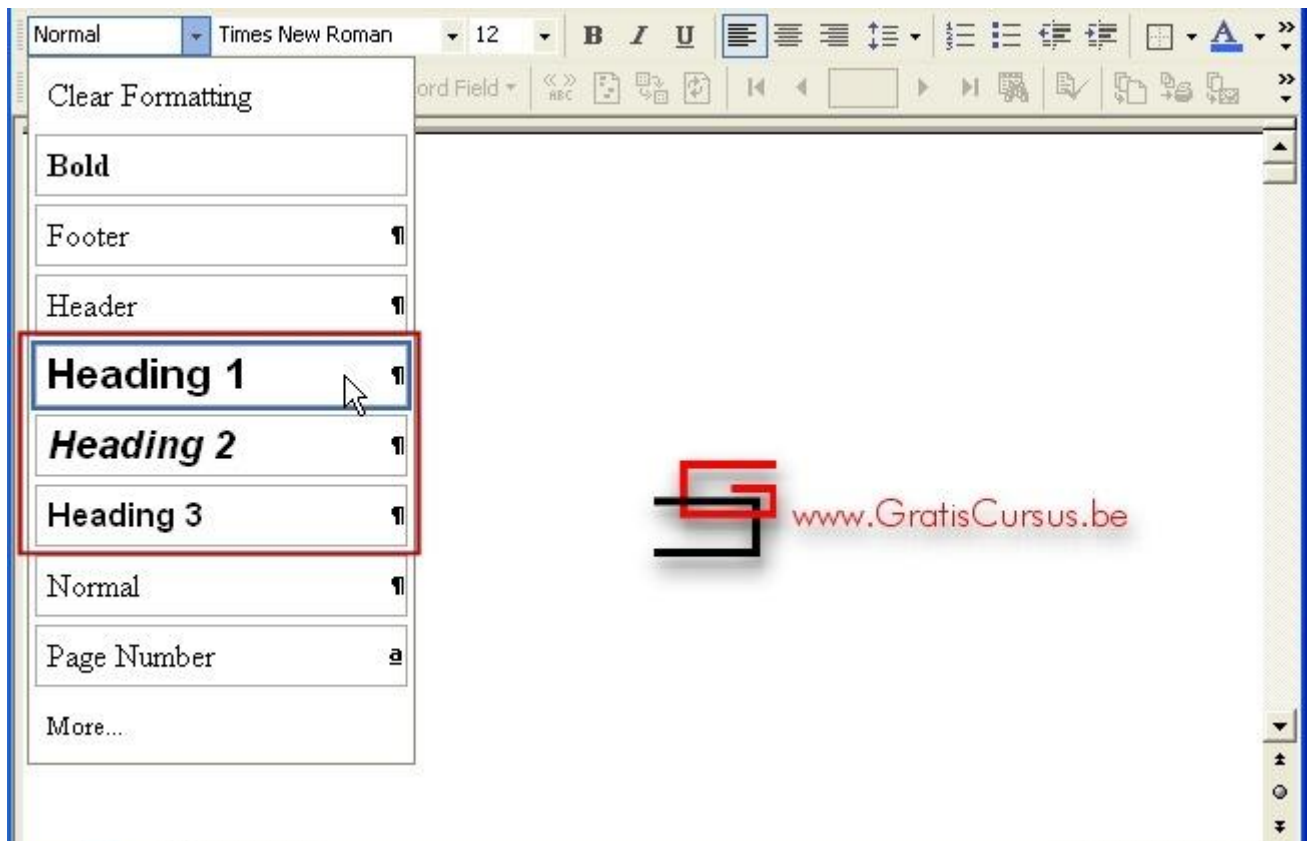 Normal Times New Roman 12 B I U A
Clear Formatting ord Field ABC
Bold
Footer ¶
Header ¶
Heading 1 ¶
Heading 2 ¶
Heading 3 ¶
www.GratisCursus.be
Normal ¶
Page Number a
More...